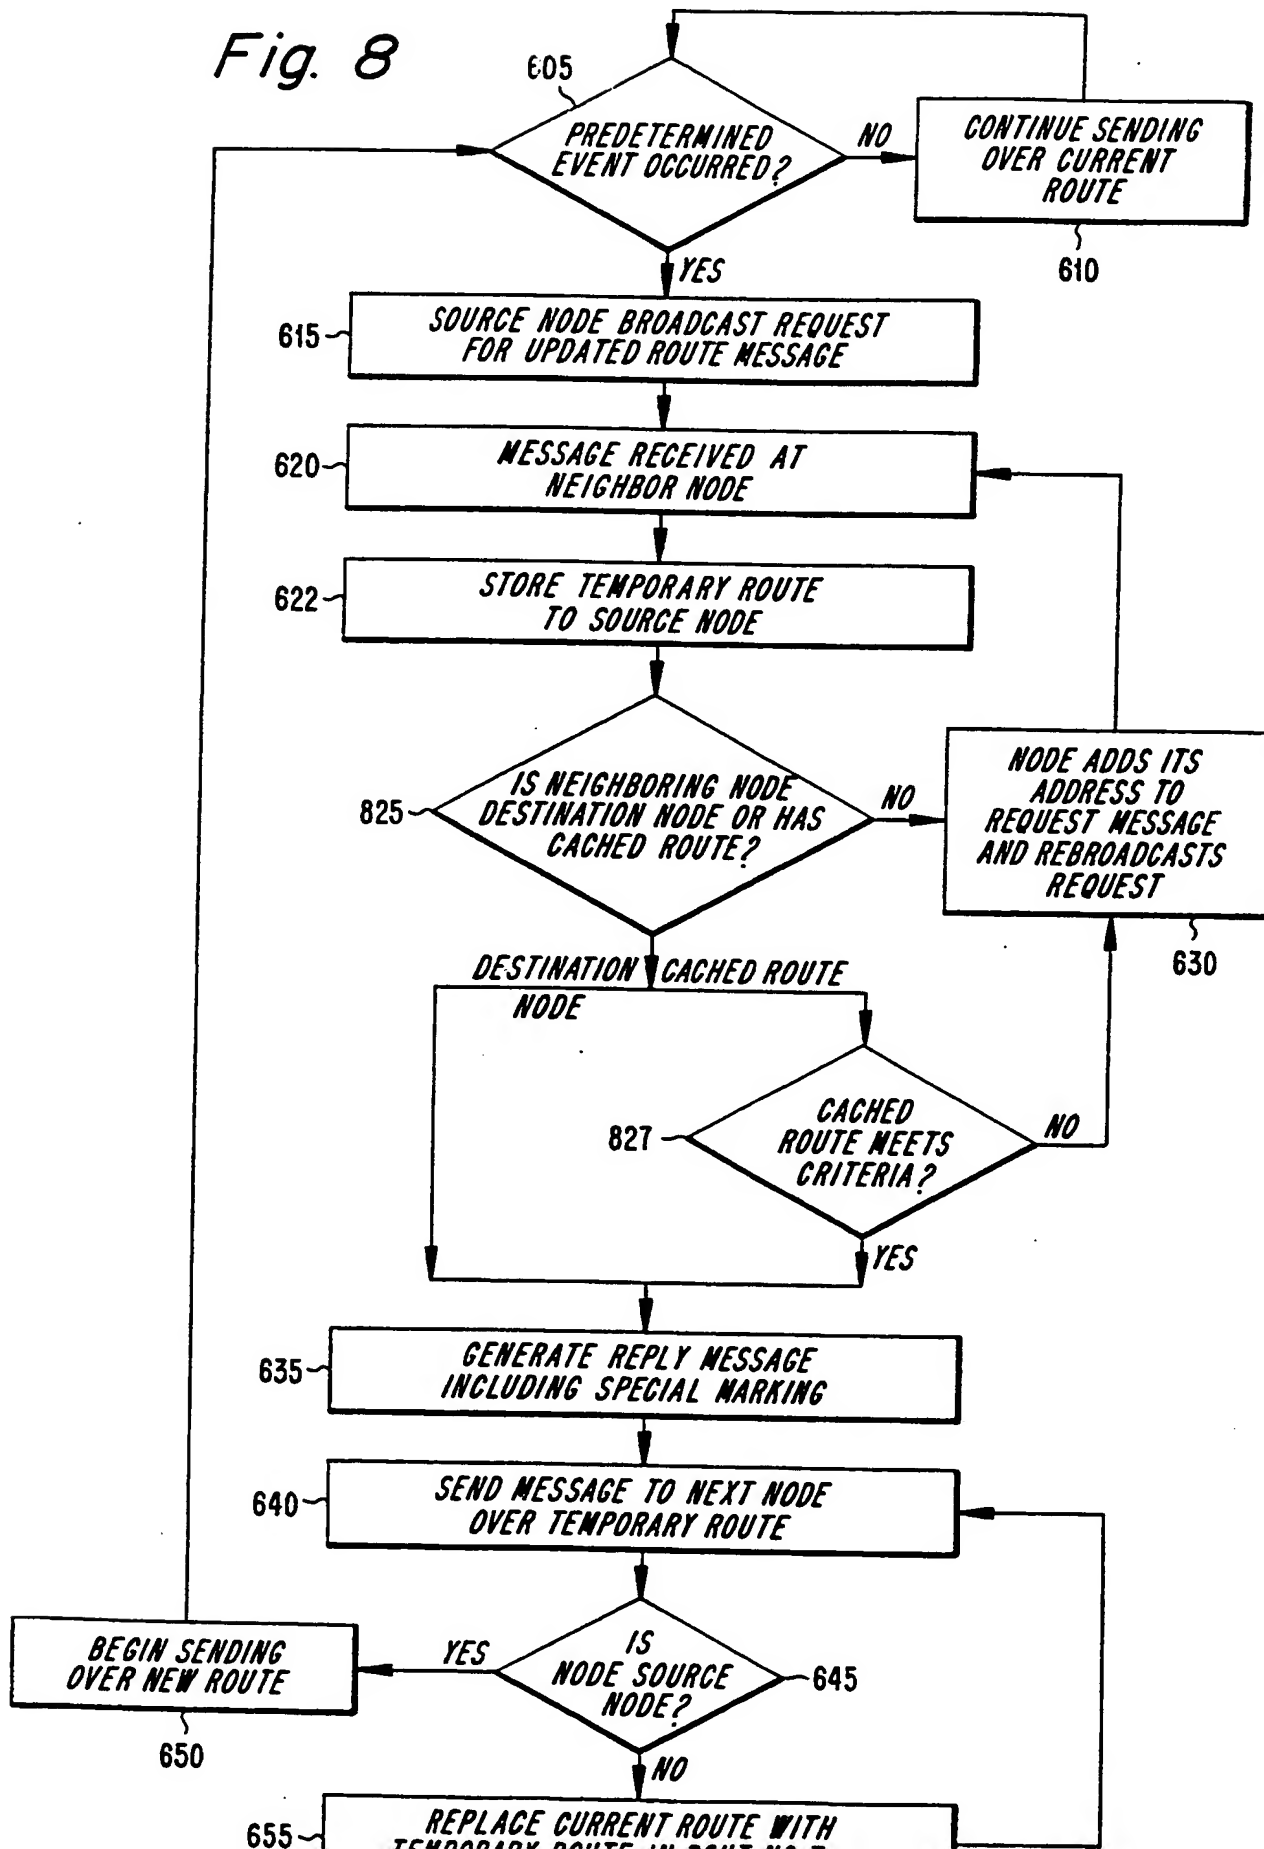 Fig. 8
605
PREDETERMINED
EVENT OCCURRED?
NO
CONTINUE SENDING
OVER CURRENT
ROUTE
610
YES
615
SOURCE NODE BROADCAST REQUEST
FOR UPDATED ROUTE MESSAGE
620
MESSAGE RECEIVED AT
NEIGHBOR NODE
622
STORE TEMPORARY ROUTE
TO SOURCE NODE
825
IS NEIGHBORING NODE
DESTINATION NODE OR HAS
CACHED ROUTE?
NO
NODE ADDS ITS
ADDRESS TO
REQUEST MESSAGE
AND REBROADCASTS
REQUEST
630
DESTINATION
NODE
CACHED ROUTE
827
CACHED
ROUTE MEETS
CRITERIA?
NO
YES
635
GENERATE REPLY MESSAGE
INCLUDING SPECIAL MARKING
640
SEND MESSAGE TO NEXT NODE
OVER TEMPORARY ROUTE
IS
NODE SOURCE
NODE?
645
YES
BEGIN SENDING
OVER NEW ROUTE
650
NO
655
REPLACE CURRENT ROUTE WITH
TEMPORARY ROUTE IN